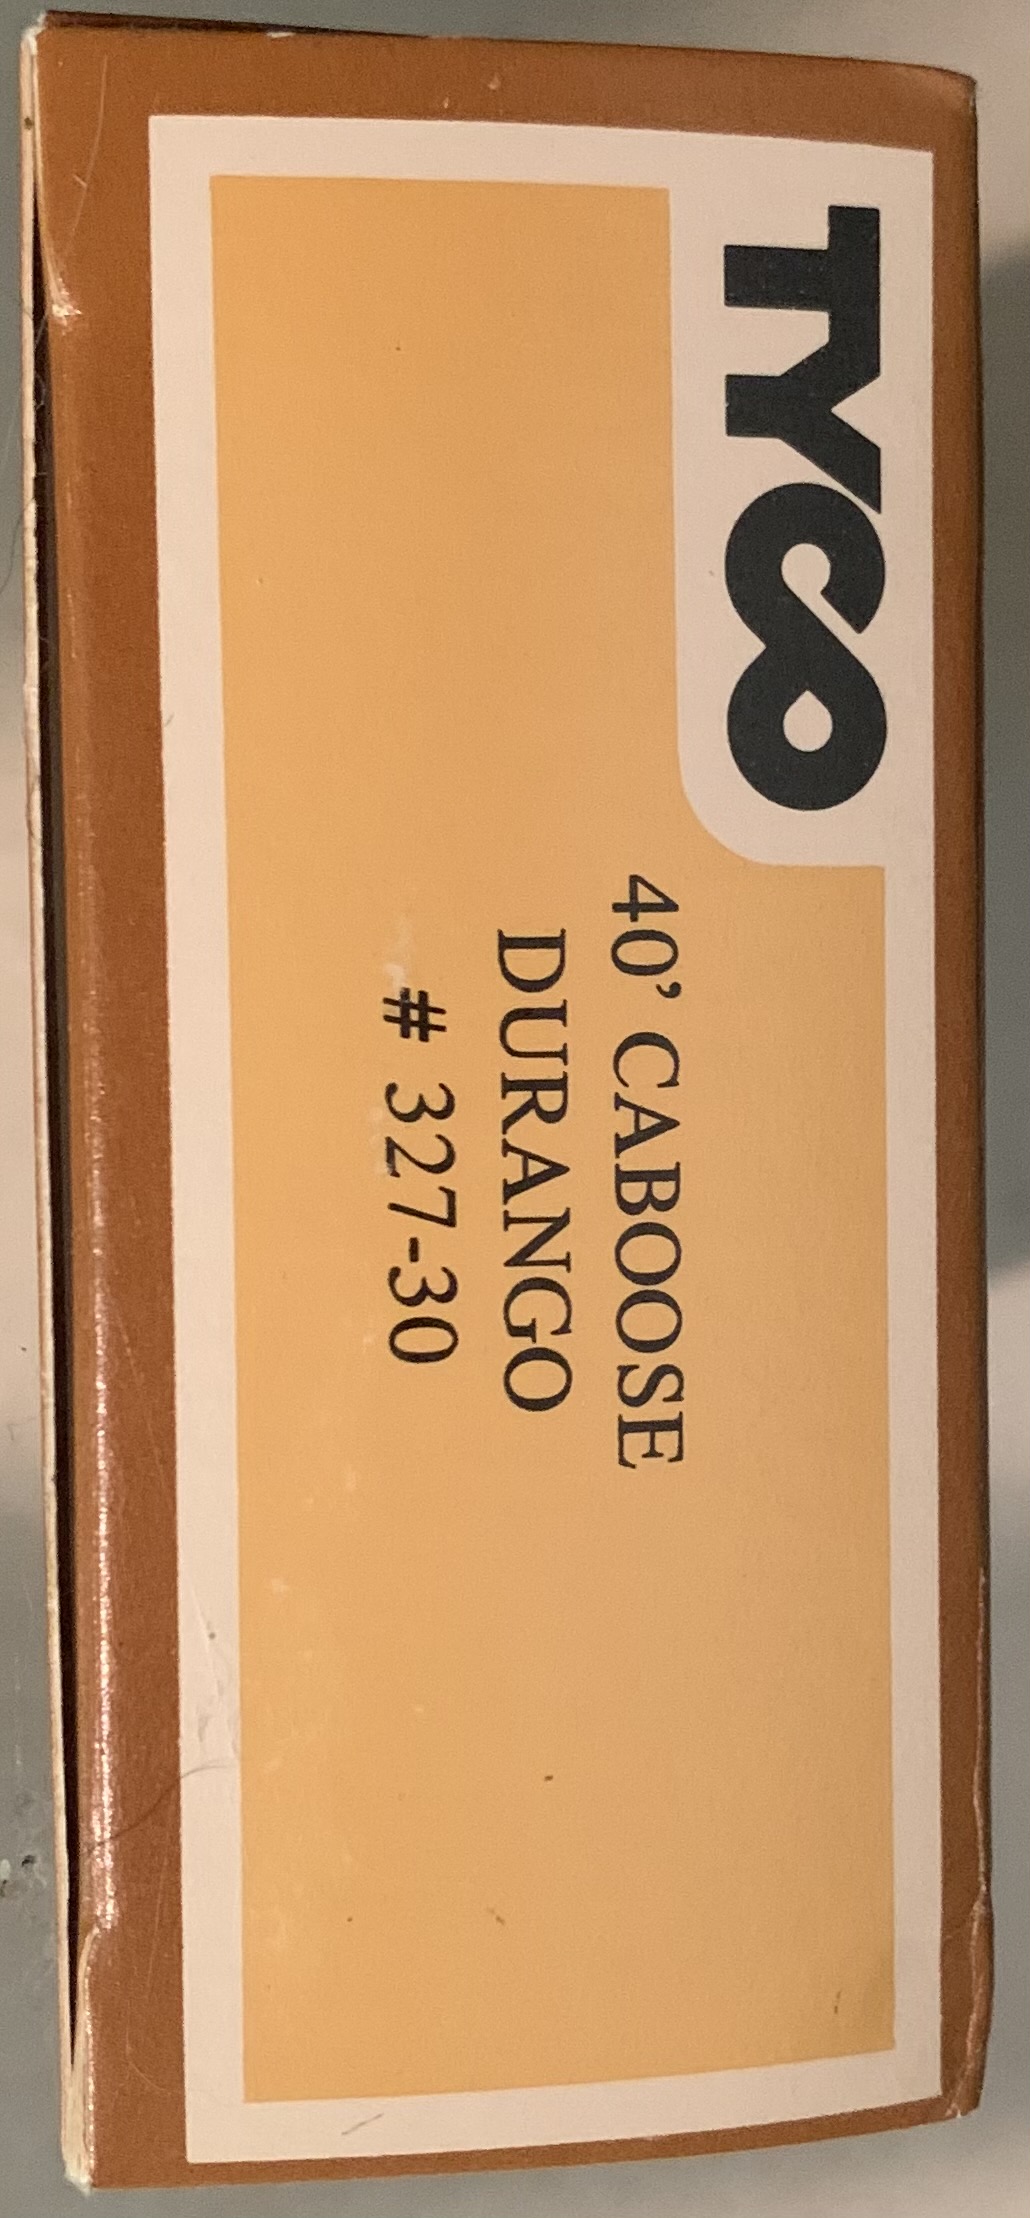 TYCO
40’ CABOOSE
DURANGO
# 327-30